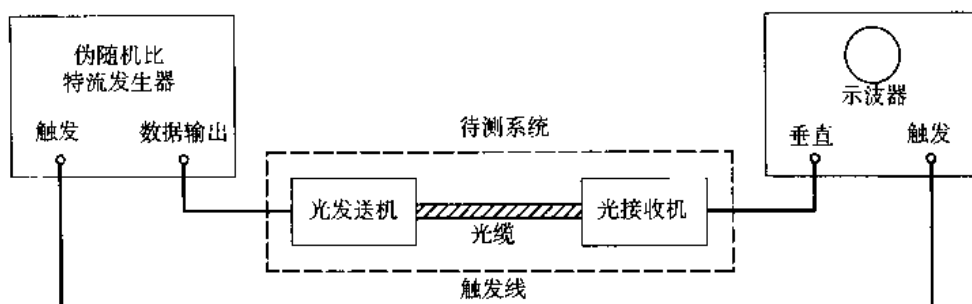 伪随机比
特流发生器
触发
数据输出
示波器
垂直
触发
待测系统
光发送机
光缆
光接收机
触发线